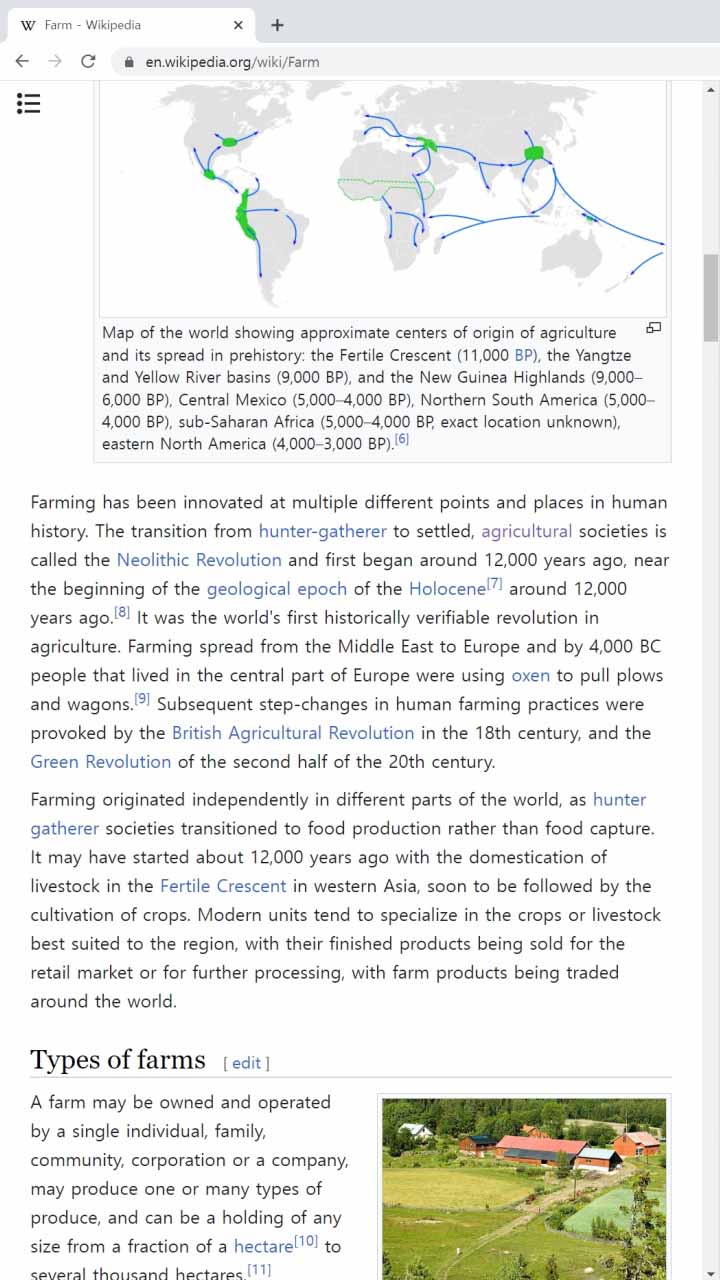 W Farm - Wikipedia
en.wikipedia.org/wiki/Farm
Map of the world showing approximate centers of origin of agriculture
and its spread in prehistory: the Fertile Crescent (11,000 BP), the Yangtze
and Yellow River basins (9,000 BP), and the New Guinea Highlands (9,000–
6,000 BP), Central Mexico (5,000–4,000 BP), Northern South America (5,000–
4,000 BP), sub-Saharan Africa (5,000–4,000 BP, exact location unknown),
eastern North America (4,000–3,000 BP).[6]
Farming has been innovated at multiple different points and places in human
history. The transition from hunter-gatherer to settled, agricultural societies is
called the Neolithic Revolution and first began around 12,000 years ago, near
the beginning of the geological epoch of the Holocene[7] around 12,000
years ago.[8] It was the world's first historically verifiable revolution in
agriculture. Farming spread from the Middle East to Europe and by 4,000 BC
people that lived in the central part of Europe were using oxen to pull plows
and wagons.[9] Subsequent step-changes in human farming practices were
provoked by the British Agricultural Revolution in the 18th century, and the
Green Revolution of the second half of the 20th century.
Farming originated independently in different parts of the world, as hunter
gatherer societies transitioned to food production rather than food capture.
It may have started about 12,000 years ago with the domestication of
livestock in the Fertile Crescent in western Asia, soon to be followed by the
cultivation of crops. Modern units tend to specialize in the crops or livestock
best suited to the region, with their finished products being sold for the
retail market or for further processing, with farm products being traded
around the world.
Types of farms [ edit ]
A farm may be owned and operated
by a single individual, family,
community, corporation or a company,
may produce one or many types of
produce, and can be a holding of any
size from a fraction of a hectare[10] to
several thousand hectares.[11]